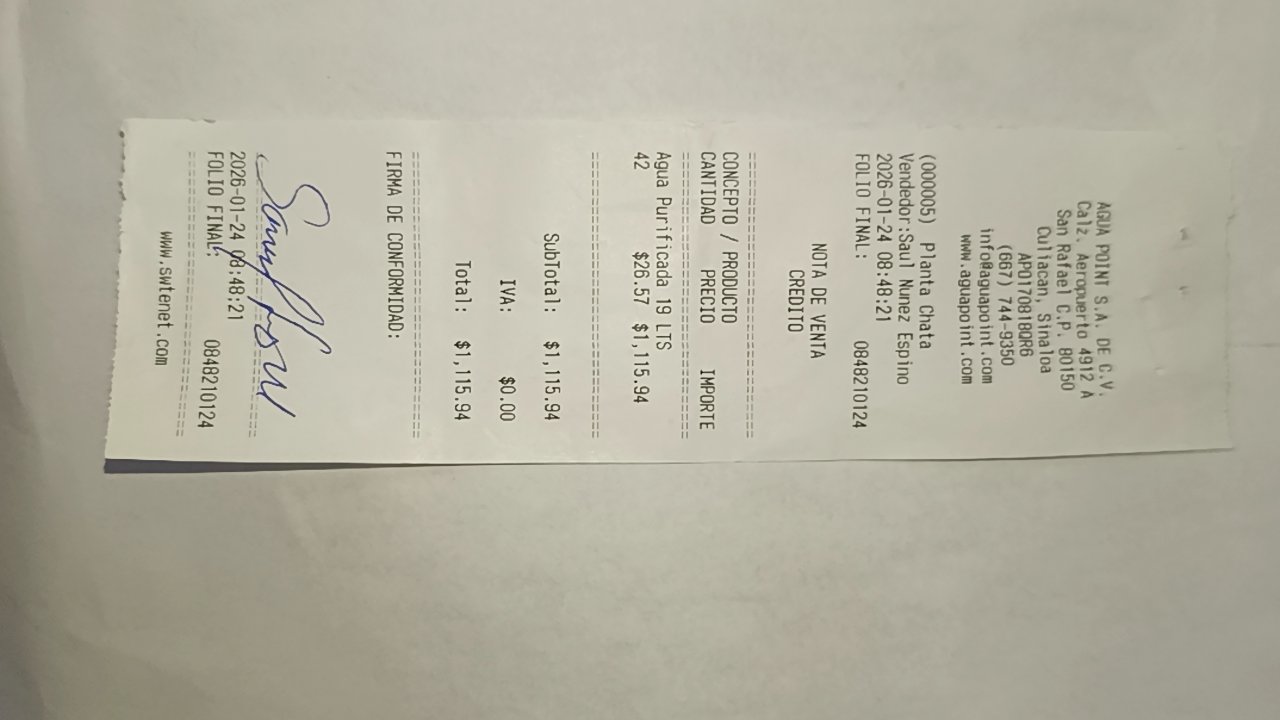 AGUA POINT S.A. DE C.V.
Calz. Aeropuerto 4912 A
San Rafael C.P. 80150
Culiacan, Sinaloa
APO170818QR6
(667) 744-9350
info@aguapoint.com
www.aguapoint.com
(000005) Planta Chata
Vendedor:Saul Nunez Espino
2026-01-24 08:48:21
FOLIO FINAL: 0848210124
NOTA DE VENTA
CREDITO
CONCEPTO / PRODUCTO
CANTIDAD PRECIO IMPORTE
Agua Purificada 19 LTS
42 $26.57 $1,115.94
SubTotal: $1,115.94
IVA: $0.00
Total: $1,115.94
FIRMA DE CONFORMIDAD:
2026-01-24 08:48:21
FOLIO FINAL: 0848210124
www.swtenet.com